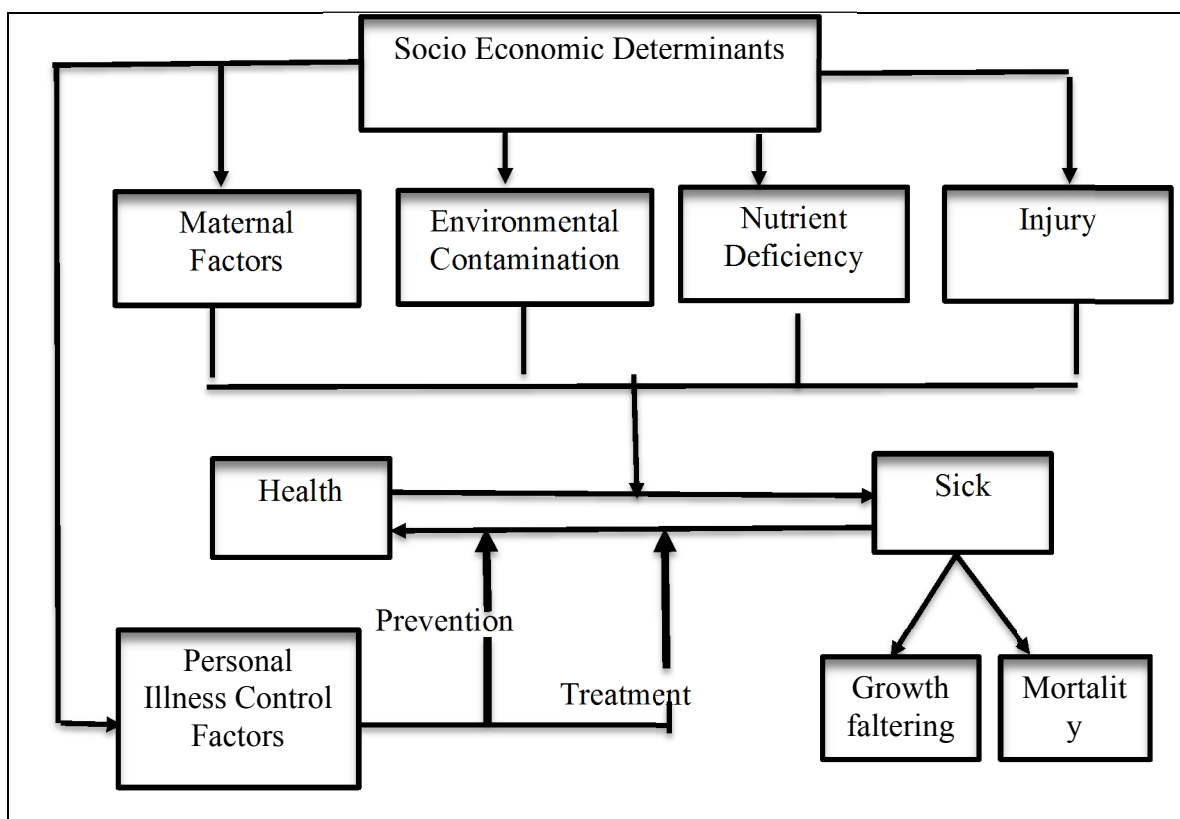 Socio Economic Determinants
Maternal
Factors
Environmental
Contamination
Nutrient
Deficiency
Injury
Health
Sick
Prevention
Treatment
Personal
Illness Control
Factors
Growth
faltering
Mortalit
y